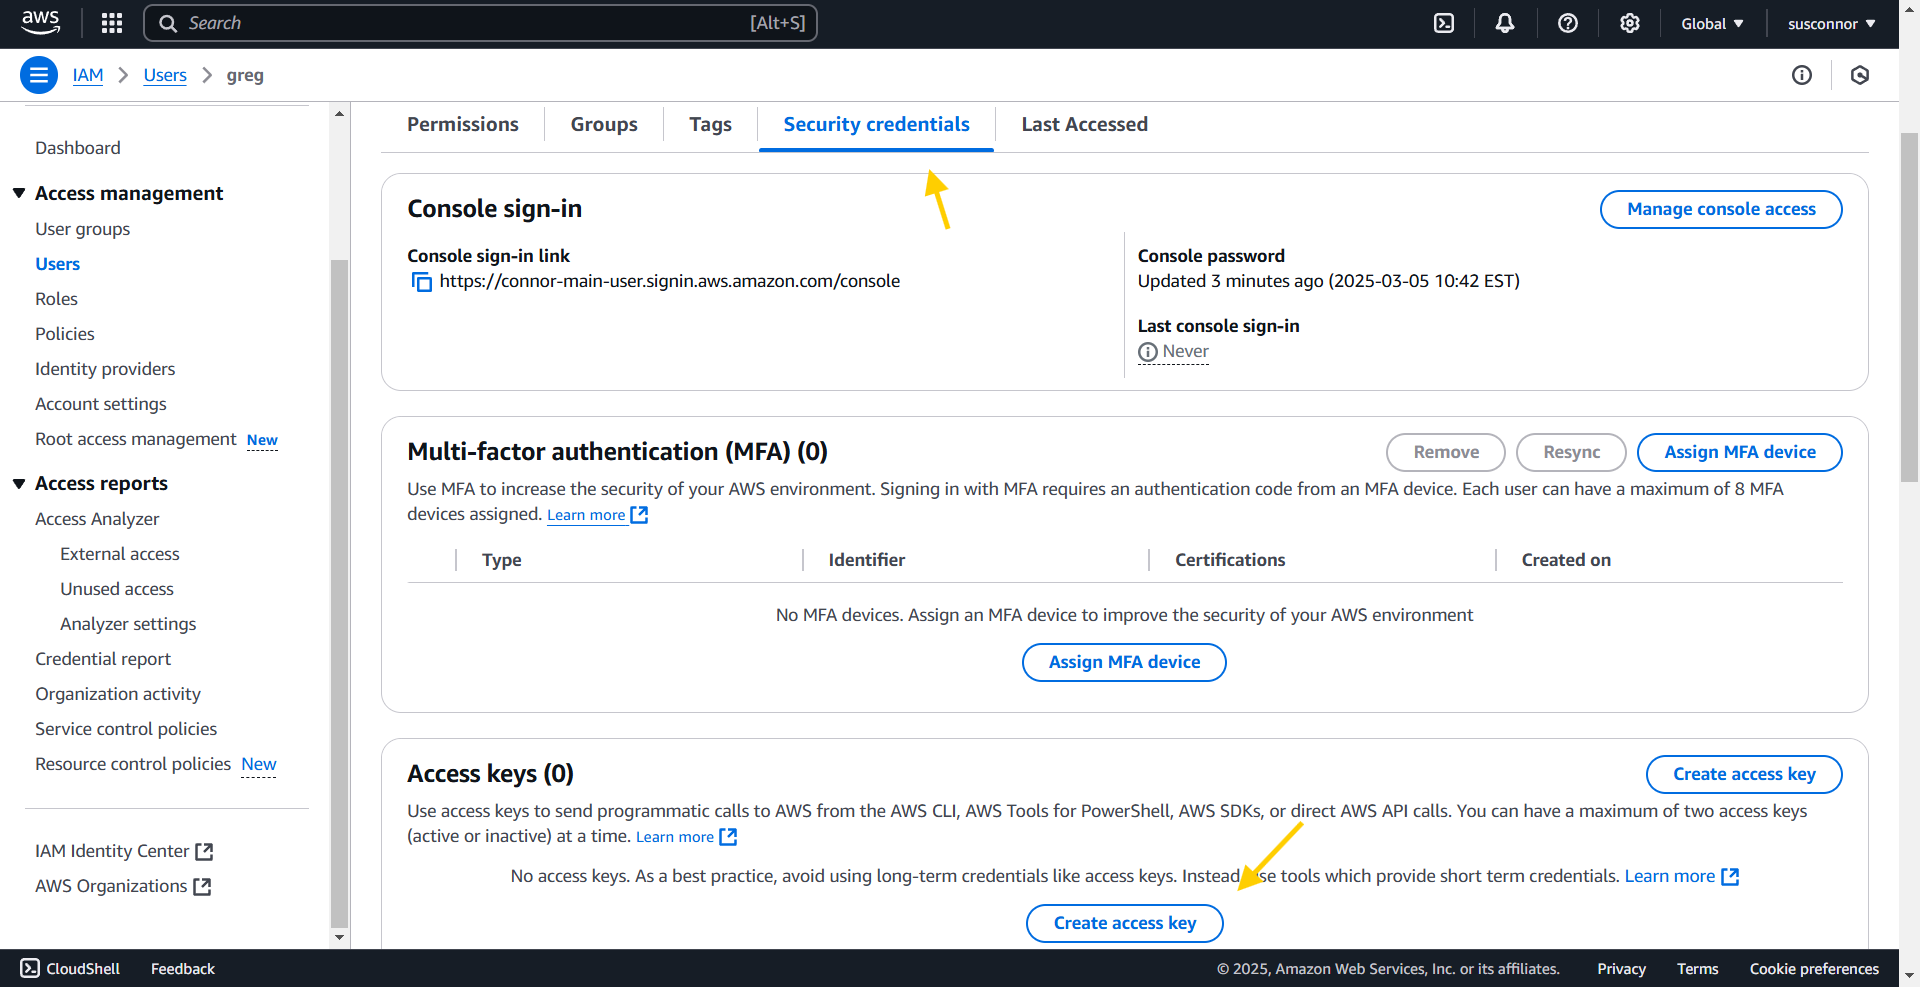 aws
Search [Alt+S]
Global susconnor
IAM Users greg
Dashboard
Access management
User groups
Users
Roles
Policies
Identity providers
Account settings
Root access management New
Access reports
Access Analyzer
External access
Unused access
Analyzer settings
Credential report
Organization activity
Service control policies
Resource control policies New
IAM Identity Center
AWS Organizations
Permissions Groups Tags Security credentials Last Accessed
Console sign-in
Manage console access
Console sign-in link
https://connor-main-user.signin.aws.amazon.com/console
Console password
Updated 3 minutes ago (2025-03-05 10:42 EST)
Last console sign-in
Never
Multi-factor authentication (MFA) (0)
Remove Resync Assign MFA device
Use MFA to increase the security of your AWS environment. Signing in with MFA requires an authentication code from an MFA device. Each user can have a maximum of 8 MFA
devices assigned. Learn more
Type Identifier Certifications Created on
No MFA devices. Assign an MFA device to improve the security of your AWS environment
Assign MFA device
Access keys (0)
Create access key
Use access keys to send programmatic calls to AWS from the AWS CLI, AWS Tools for PowerShell, AWS SDKs, or direct AWS API calls. You can have a maximum of two access keys
(active or inactive) at a time. Learn more
No access keys. As a best practice, avoid using long-term credentials like access keys. Instead, use tools which provide short term credentials. Learn more
Create access key
CloudShell Feedback
© 2025, Amazon Web Services, Inc. or its affiliates. Privacy Terms Cookie preferences